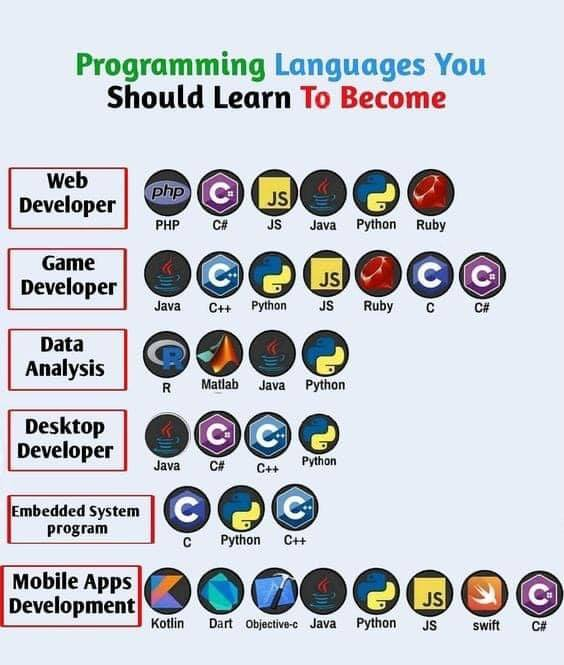 Programming Languages You
Should Learn To Become
Web
Developer
php C# JS
PHP C# JS Java Python Ruby
Game
Developer
C++ JS C C#
Java C++ Python JS Ruby C C#
Data
Analysis
R
R Matlab Java Python
Desktop
Developer
C# C++
Java C# C++ Python
Embedded System
program
C C++
C Python C++
Mobile Apps
Development
JS C#
Kotlin Dart Objective-c Java Python JS swift C#